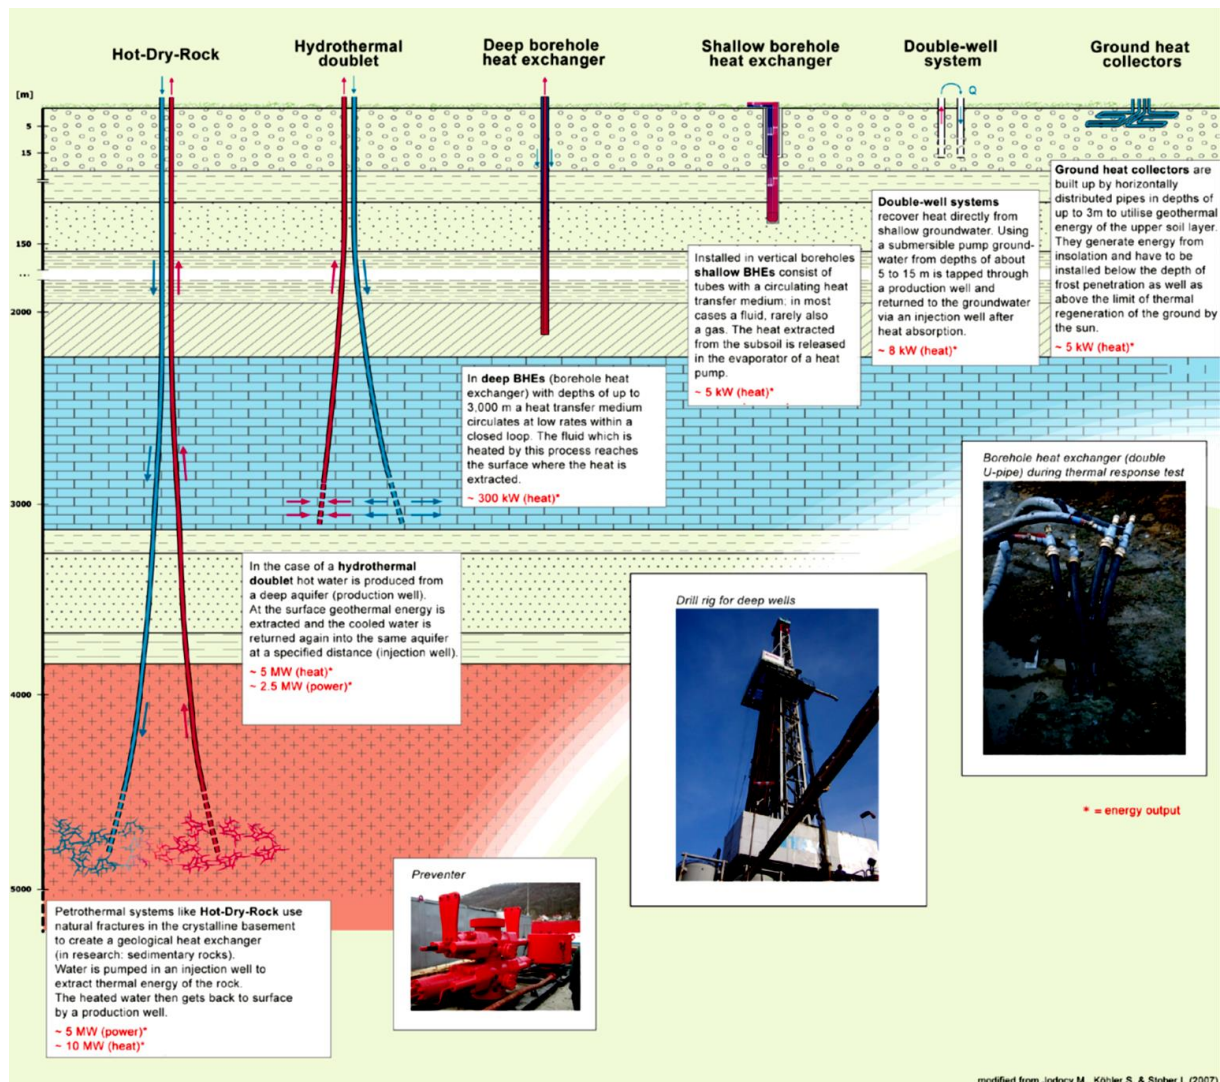 Hot-Dry-Rock
Hydrothermal
doublet
Deep borehole
heat exchanger
Shallow borehole
heat exchanger
Double-well
system
Ground heat
collectors
[m]
Q
5
15
150
...
2000
3000
4000
5000
Ground heat collectors are
built up by horizontally
distributed pipes in depths of
up to 3m to utilise geothermal
energy of the upper soil layer.
They generate energy from
insolation and have to be
installed below the depth of
frost penetration as well as
above the limit of thermal
regeneration of the ground by
the sun.
~ 5 kW (heat)*
Double-well systems
recover heat directly from
shallow groundwater. Using
a submersible pump ground-
water from depths of about
5 to 15 m is tapped through
a production well and
returned to the groundwater
via an injection well after
heat absorption.
~ 8 kW (heat)*
Installed in vertical boreholes
shallow BHEs consist of
tubes with a circulating heat
transfer medium: in most
cases a fluid, rarely also
a gas. The heat extracted
from the subsoil is released
in the evaporator of a heat
pump.
~ 5 kW (heat)*
In deep BHEs (borehole heat
exchanger) with depths of up to
3,000 m a heat transfer medium
circulates at low rates within a
closed loop. The fluid which is
heated by this process reaches
the surface where the heat is
extracted.
~ 300 kW (heat)*
Borehole heat exchanger (double
U-pipe) during thermal response test
In the case of a hydrothermal
doublet hot water is produced from
a deep aquifer (production well).
At the surface geothermal energy is
extracted and the cooled water is
returned again into the same aquifer
at a specified distance (injection well).
~ 5 MW (heat)*
~ 2.5 MW (power)*
Drill rig for deep wells
* = energy output
Preventer
Petrothermal systems like Hot-Dry-Rock use
natural fractures in the crystalline basement
to create a geological heat exchanger
(in research: sedimentary rocks).
Water is pumped in an injection well to
extract thermal energy of the rock.
The heated water then gets back to surface
by a production well.
~ 5 MW (power)*
~ 10 MW (heat)*
modified from Jodocy M., Köhler S. & Stober I. (2007)